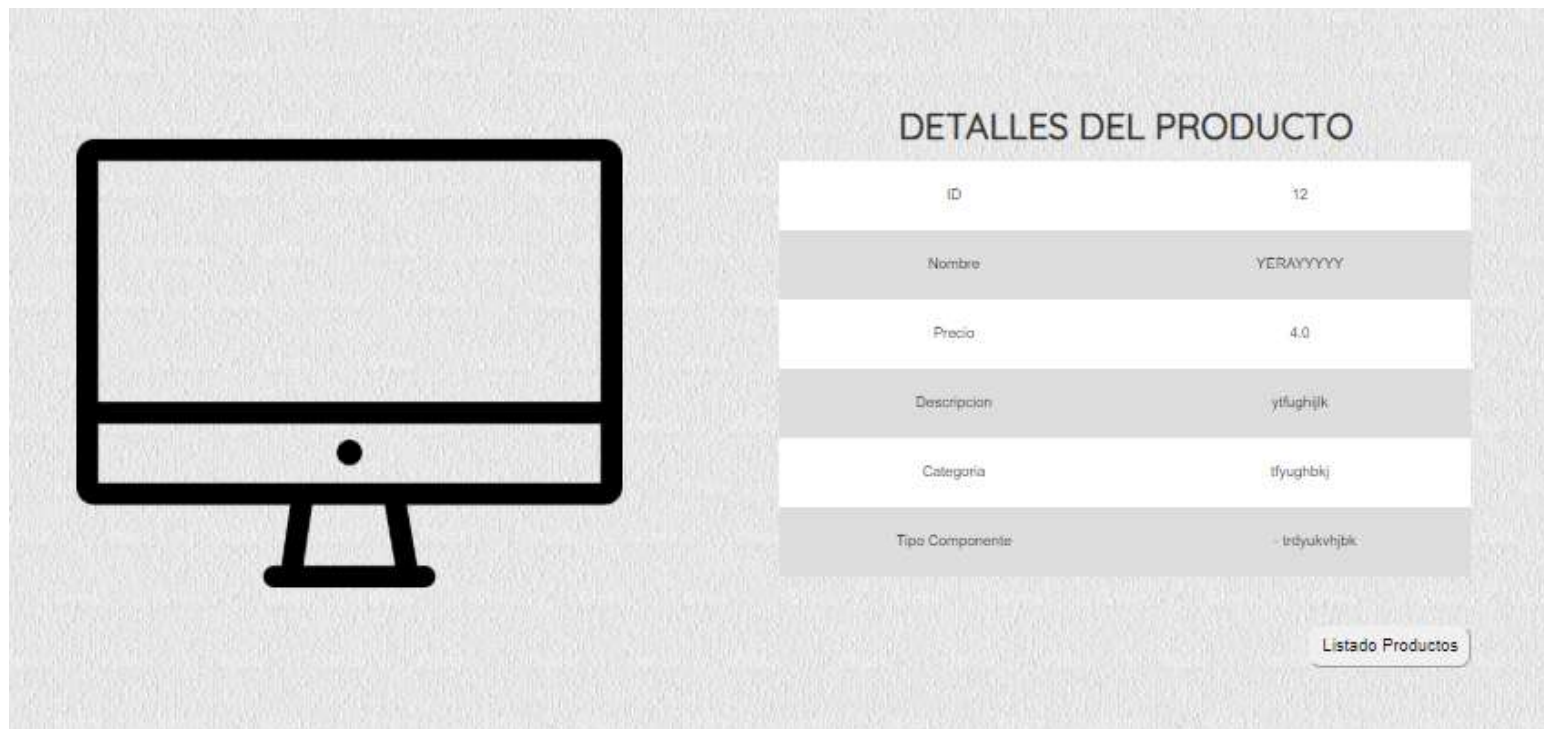 DETALLES DEL PRODUCTO
ID 12
Nombre YERAYYYYY
Precio 4.0
Descripcion ytfughijlk
Categoria tfyughbkj
Tipo Componente - trdyukvhjbk
Listado Productos